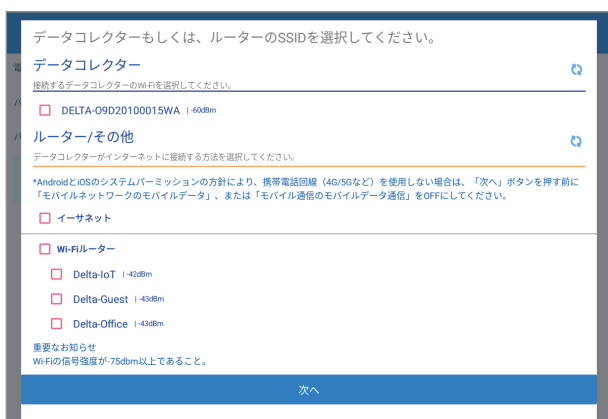 データコレクターもしくは、ルーターのSSIDを選択してください。
データコレクター
接続するデータコレクターのWi-Fiを選択してください。
DELTA-O9D20100015WA | -60dBm
ルーター/その他
データコレクターがインターネットに接続する方法を選択してください。
*AndroidとiOSのシステムパーミッションの方針により、携帯電話回線（4G/5Gなど）を使用しない場合は、「次へ」ボタンを押す前に
「モバイルネットワークのモバイルデータ」、または「モバイル通信のモバイルデータ通信」をOFFにしてください。
イーサネット
Wi-Fiルーター
Delta-IoT | -42dBm
Delta-Guest | -43dBm
Delta-Office | -43dBm
重要なお知らせ
Wi-Fiの信号強度が-75dbm以上であること。
次へ